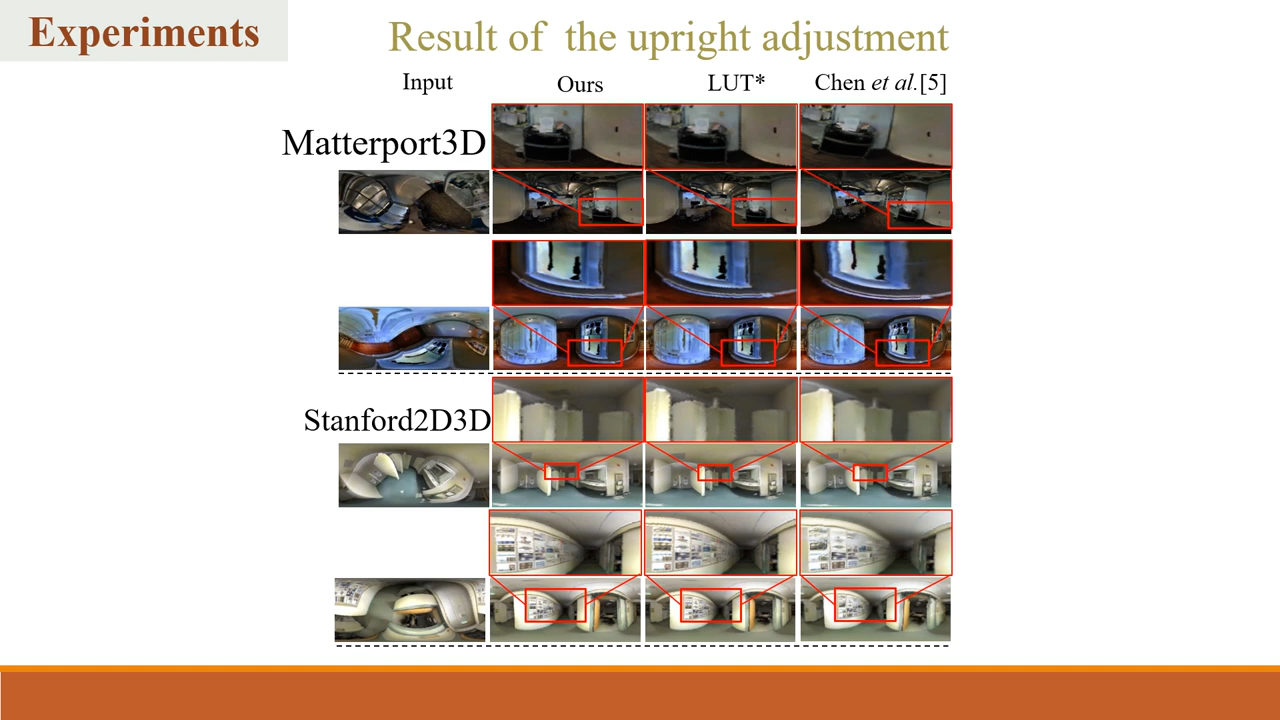 Experiments
Result of the upright adjustment
Input Ours LUT* Chen et al.[5]
Matterport3D
Stanford2D3D